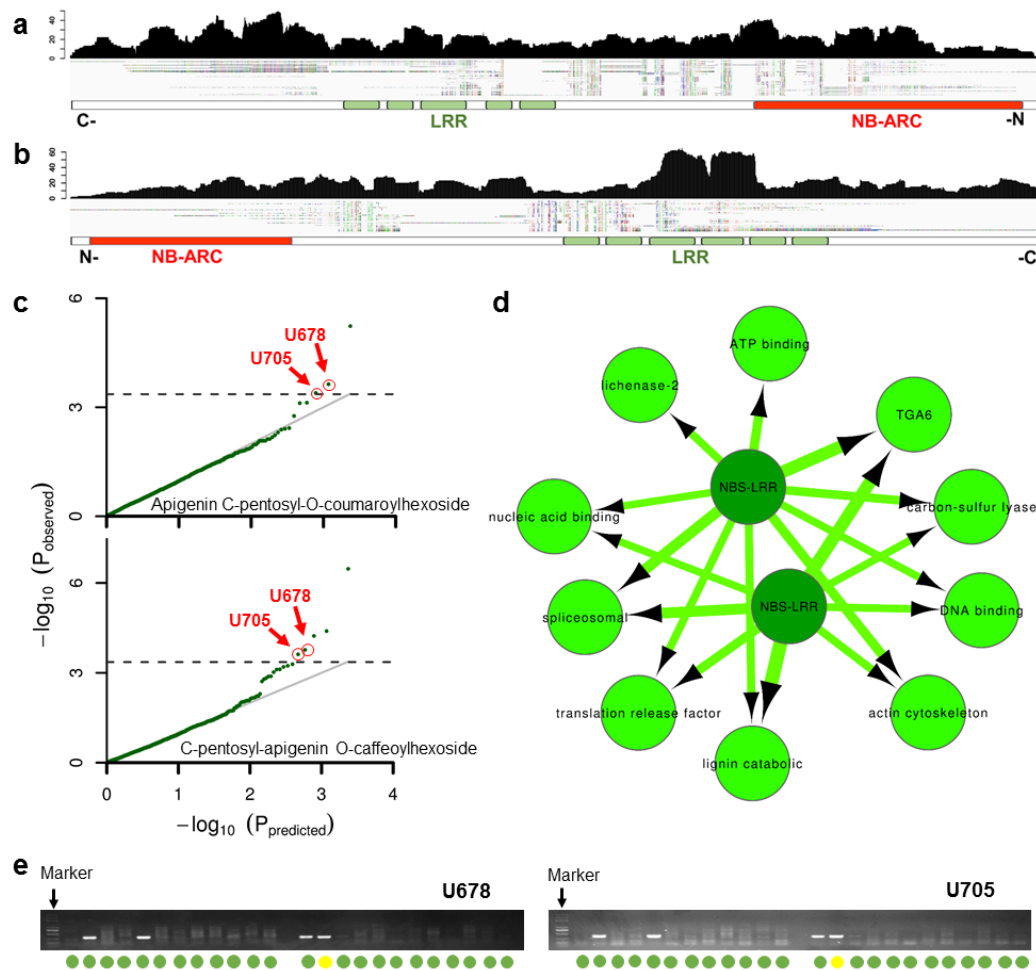 a
0 20 40
C-
LRR
NB-ARC
-N
b
0 20 40 60
N-
NB-ARC
LRR
-C
c
6
3
0
U678
U705
Apigenin C-pentosyl-O-coumaroylhexoside
6
3
0
U678
U705
C-pentosyl-apigenin O-caffeoylhexoside
0 1 2 3 4
−log10 (Ppredicted)
−log10 (Pobserved)
d
ATP binding
lichenase-2
TGA6
NBS-LRR
nucleic acid binding
carbon-sulfur lyase
NBS-LRR
spliceosomal
DNA binding
translation release factor
actin cytoskeleton
lignin catabolic
e
Marker
U678
Marker
U705